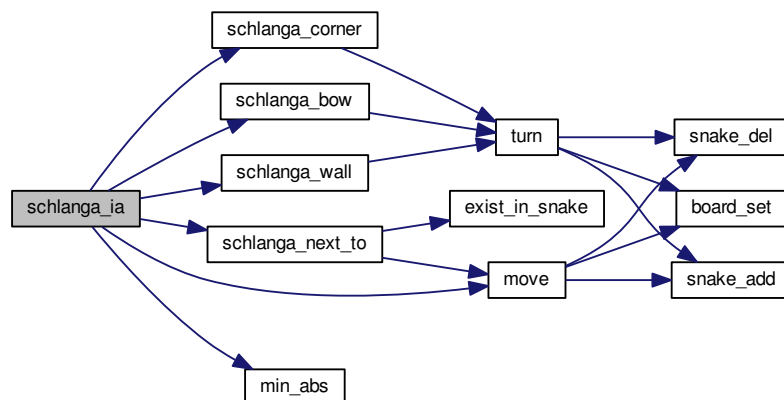 schlanga_corner
schlanga_bow
turn
snake_del
schlanga_wall
schlanga_ia
exist_in_snake
board_set
schlanga_next_to
move
snake_add
min_abs